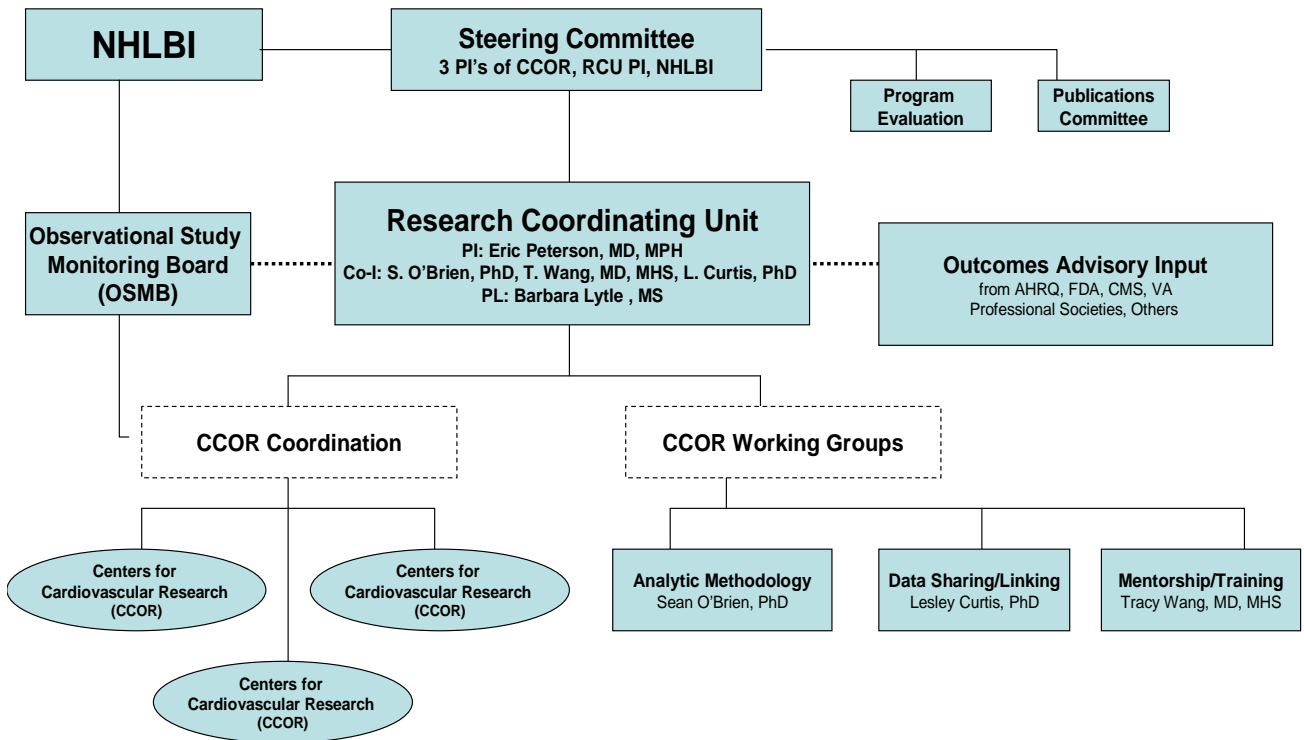 NHLBI
Steering Committee
3 PI's of CCOR, RCU PI, NHLBI
Program
Evaluation
Publications
Committee
Observational Study
Monitoring Board
(OSMB)
Research Coordinating Unit
PI: Eric Peterson, MD, MPH
Co-I: S. O'Brien, PhD, T. Wang, MD, MHS, L. Curtis, PhD
PL: Barbara Lytle , MS
Outcomes Advisory Input
from AHRQ, FDA, CMS, VA
Professional Societies, Others
CCOR Coordination
CCOR Working Groups
Centers for
Cardiovascular Research
(CCOR)
Centers for
Cardiovascular Research
(CCOR)
Centers for
Cardiovascular Research
(CCOR)
Analytic Methodology
Sean O'Brien, PhD
Data Sharing/Linking
Lesley Curtis, PhD
Mentorship/Training
Tracy Wang, MD, MHS